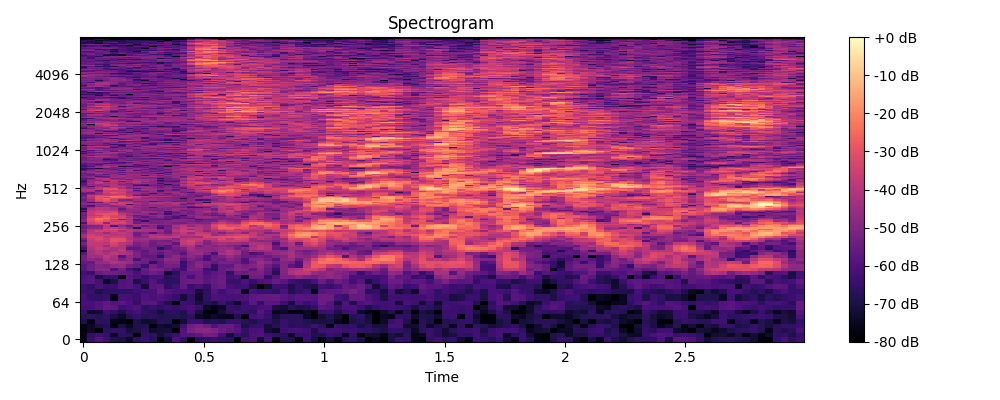 Spectrogram
Hz
4096
2048
1024
512
256
128
64
0
0
0.5
1
1.5
2
2.5
Time
+0 dB
-10 dB
-20 dB
-30 dB
-40 dB
-50 dB
-60 dB
-70 dB
-80 dB